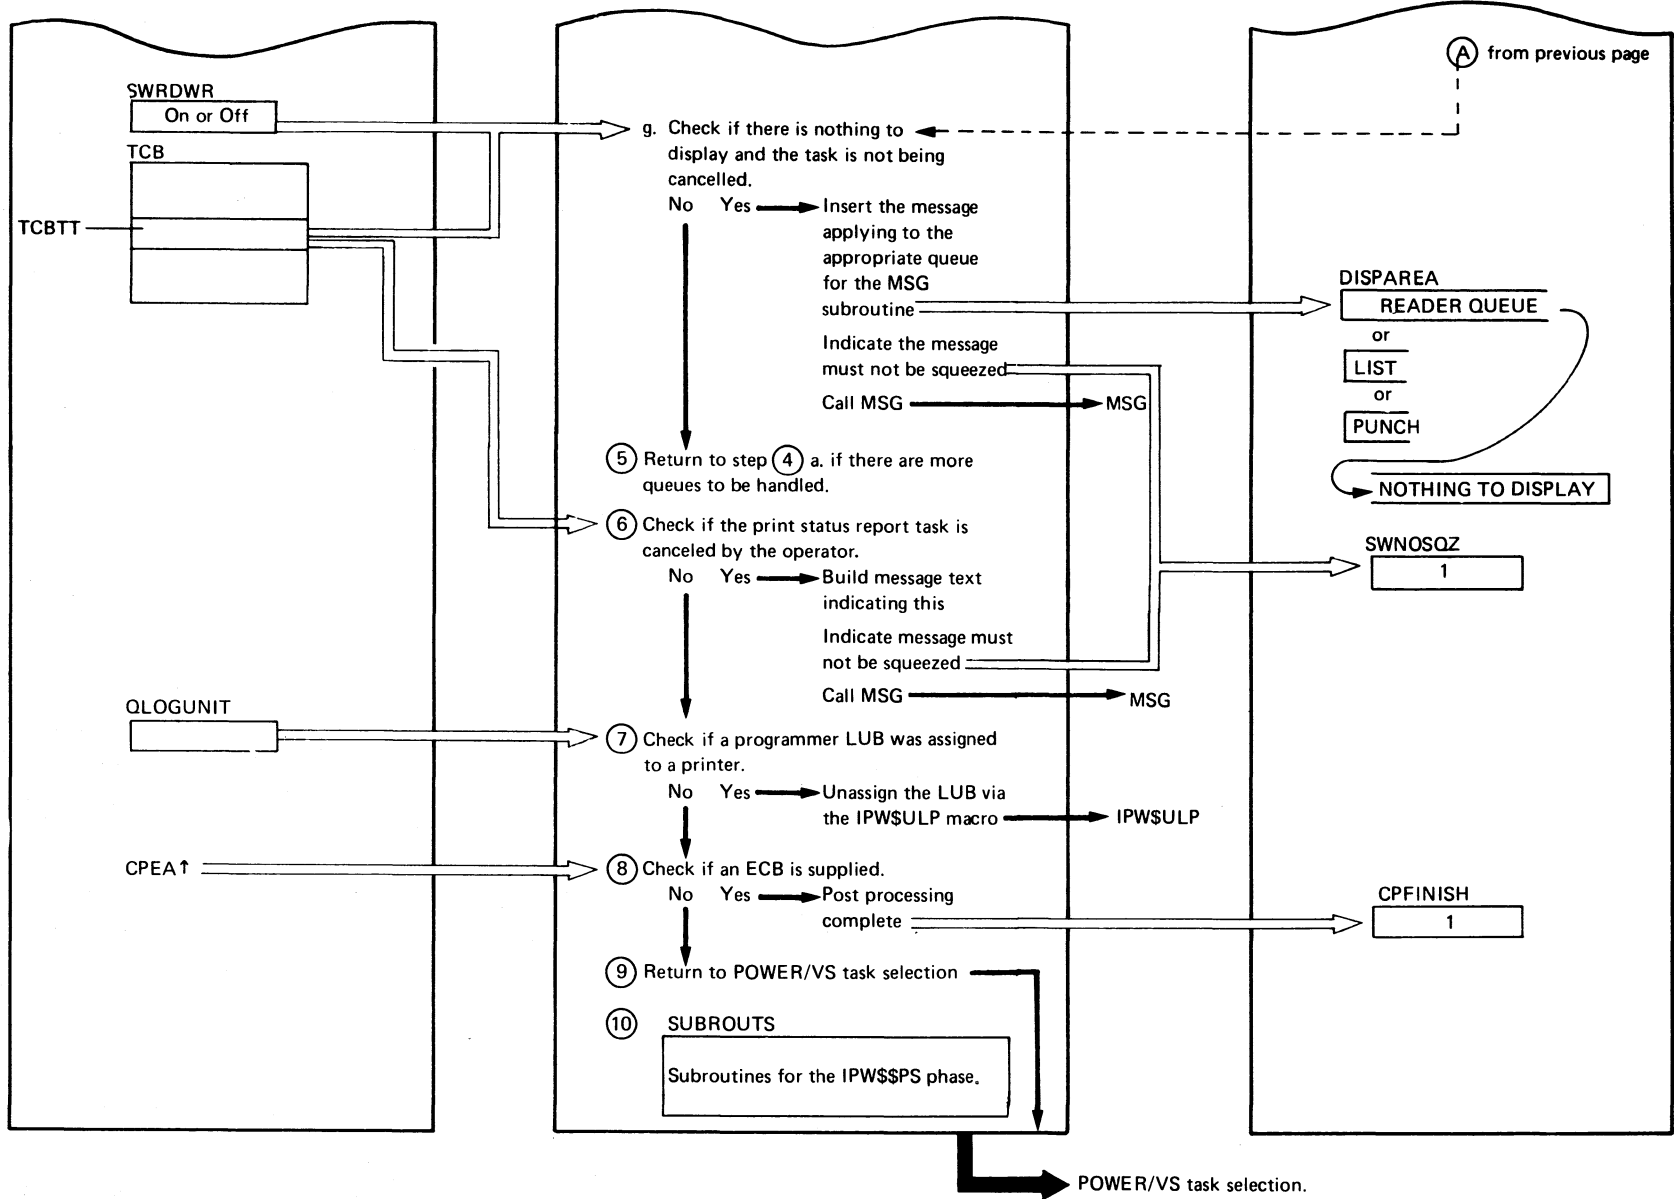 A from previous page
SWRDWR
On or Off
TCB
TCBTT
g. Check if there is nothing to
display and the task is not being
cancelled.
No Yes Insert the message
applying to the
appropriate queue
for the MSG
subroutine
DISPAREA
READER QUEUE
or
LIST
or
PUNCH
NOTHING TO DISPLAY
Indicate the message
must not be squeezed
Call MSG MSG
5 Return to step 4 a. if there are more
queues to be handled.
6 Check if the print status report task is
canceled by the operator.
No Yes Build message text
indicating this
SWNOSQZ
1
Indicate message must
not be squeezed
Call MSG MSG
QLOGUNIT
7 Check if a programmer LUB was assigned
to a printer.
No Yes Unassign the LUB via
the IPW$ULP macro IPW$ULP
CPEA↑
8 Check if an ECB is supplied.
No Yes Post processing
complete
CPFINISH
1
9 Return to POWER/VS task selection
10 SUBROUTS
Subroutines for the IPW$$PS phase.
POWER/VS task selection.